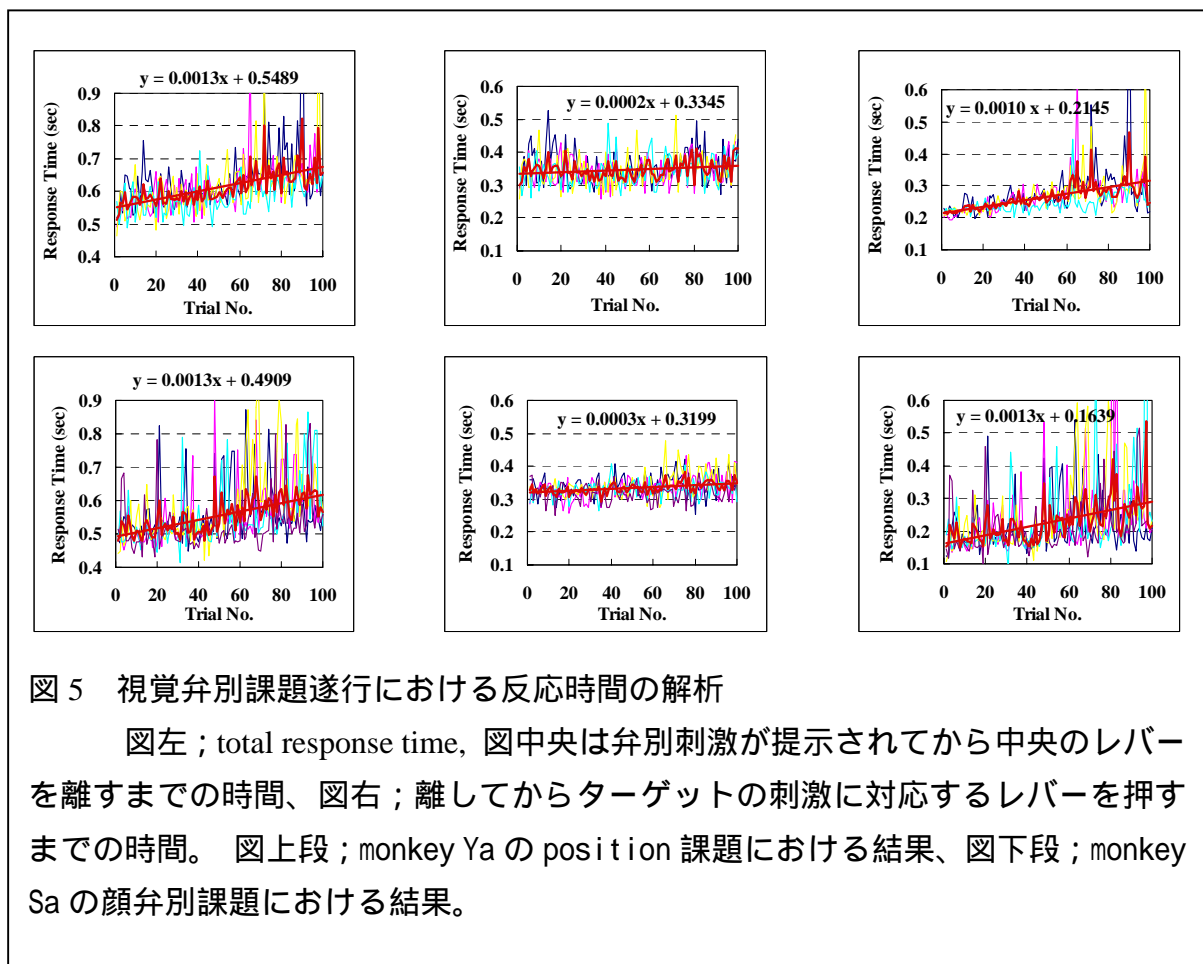 y = 0.0013x + 0.5489
0.9
0.8
0.7
0.6
0.5
0.4
Response Time (sec)
0 20 40 60 80 100
Trial No.
y = 0.0002x + 0.3345
0.6
0.5
0.4
0.3
0.2
0.1
Response Time (sec)
0 20 40 60 80 100
Trial No.
y = 0.0010 x + 0.2145
0.6
0.5
0.4
0.3
0.2
0.1
Response Time (sec)
0 20 40 60 80 100
Trial No.
y = 0.0013x + 0.4909
0.9
0.8
0.7
0.6
0.5
0.4
Response Time (sec)
0 20 40 60 80 100
Trial No.
y = 0.0003x + 0.3199
0.6
0.5
0.4
0.3
0.2
0.1
Response Time (sec)
0 20 40 60 80 100
Trial No.
y = 0.0013x + 0.1639
0.6
0.5
0.4
0.3
0.2
0.1
Response Time (sec)
0 20 40 60 80 100
Trial No.
図 5 視覚弁別課題遂行における反応時間の解析
図左；total response time, 図中央は弁別刺激が提示されてから中央のレバー
を離すまでの時間、図右；離してからターゲットの刺激に対応するレバーを押す
までの時間。 図上段；monkey Ya の position 課題における結果、図下段；monkey
Sa の顔弁別課題における結果。